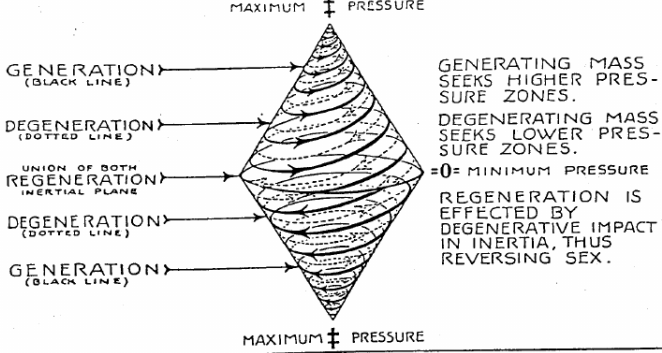 MAXIMUM ‡ PRESSURE
GENERATION
(BLACK LINE)
DEGENERATION
(DOTTED LINE)
UNION OF BOTH
REGENERATION
INERTIAL PLANE
DEGENERATION
(DOTTED LINE)
GENERATION
(BLACK LINE)
GENERATING MASS
SEEKS HIGHER PRES-
SURE ZONES.
DEGENERATING MASS
SEEKS LOWER PRES-
SURE ZONES.
=0= MINIMUM PRESSURE
REGENERATION IS
EFFECTED BY
DEGENERATIVE IMPACT
IN INERTIA, THUS
REVERSING SEX.
MAXIMUM ‡ PRESSURE